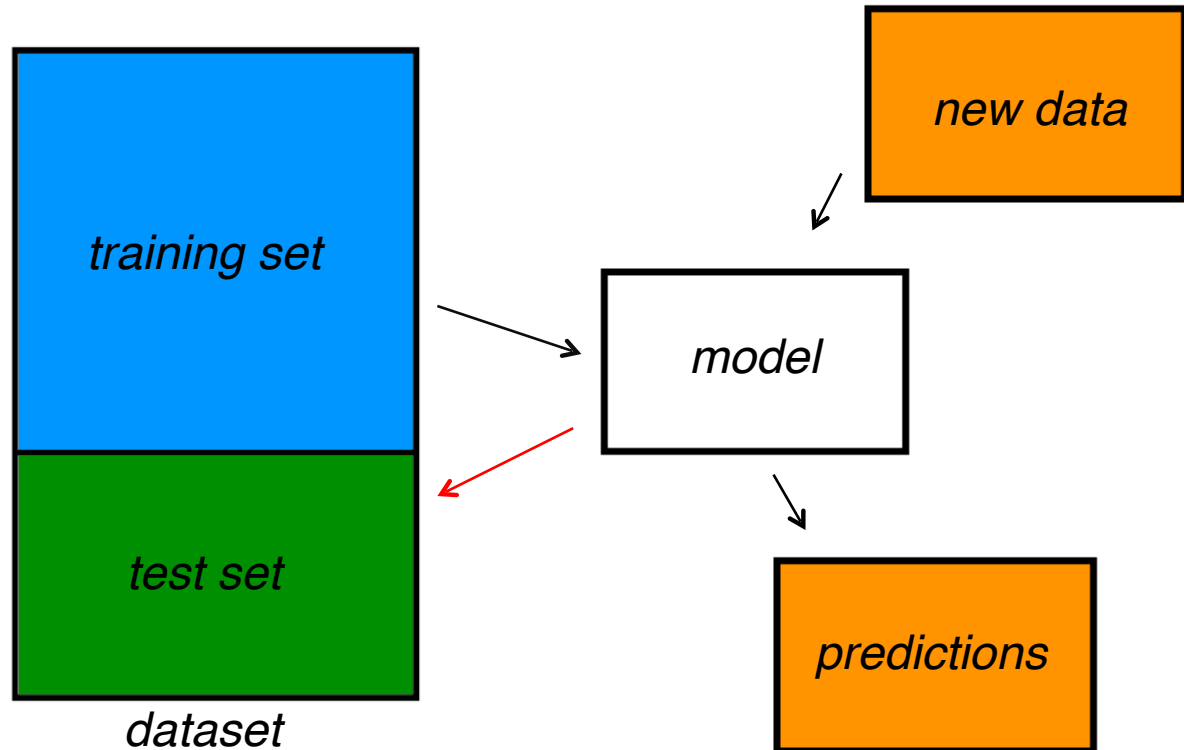 new data
training set
model
test set
predictions
dataset